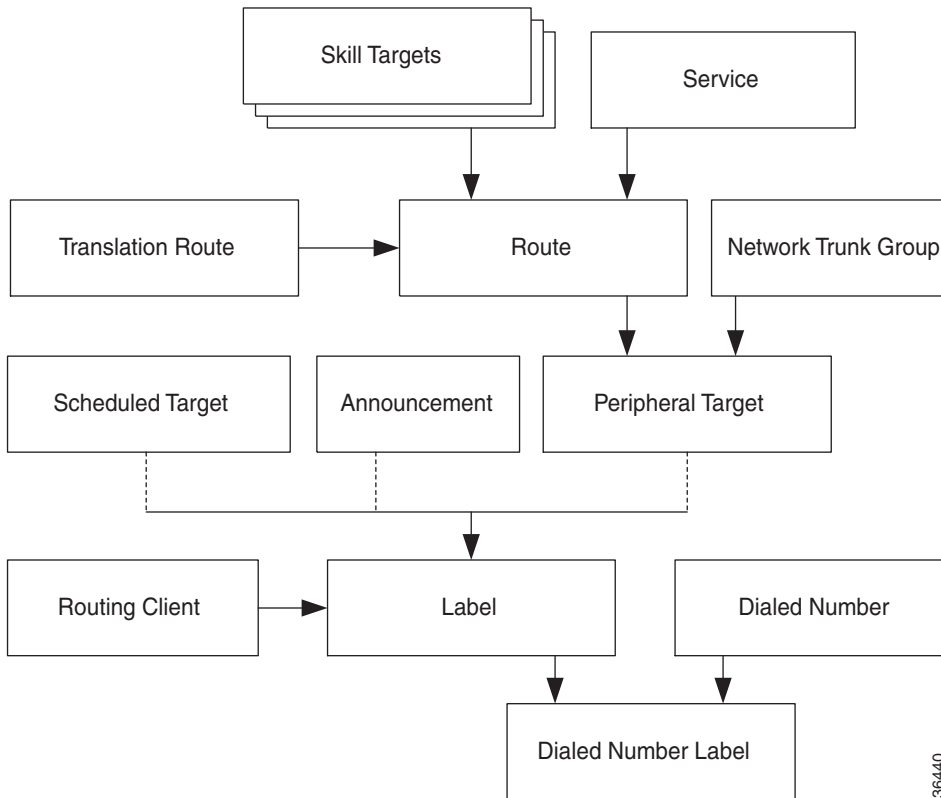 Skill Targets
Service
Translation Route
Route
Network Trunk Group
Scheduled Target
Announcement
Peripheral Target
Routing Client
Label
Dialed Number
Dialed Number Label
36440